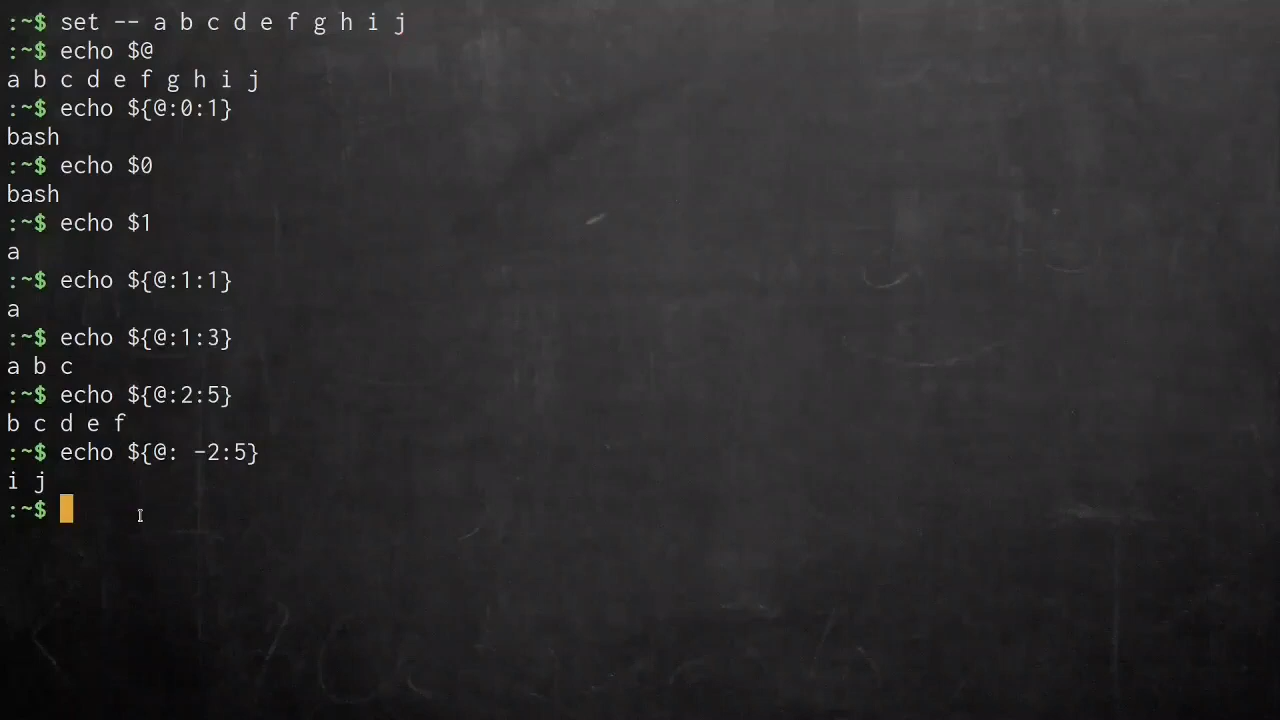 :~$ set -- a b c d e f g h i j
:~$ echo $@
a b c d e f g h i j
:~$ echo ${@:0:1}
bash
:~$ echo $0
bash
:~$ echo $1
a
:~$ echo ${@:1:1}
a
:~$ echo ${@:1:3}
a b c
:~$ echo ${@:2:5}
b c d e f
:~$ echo ${@: -2:5}
i j
:~$